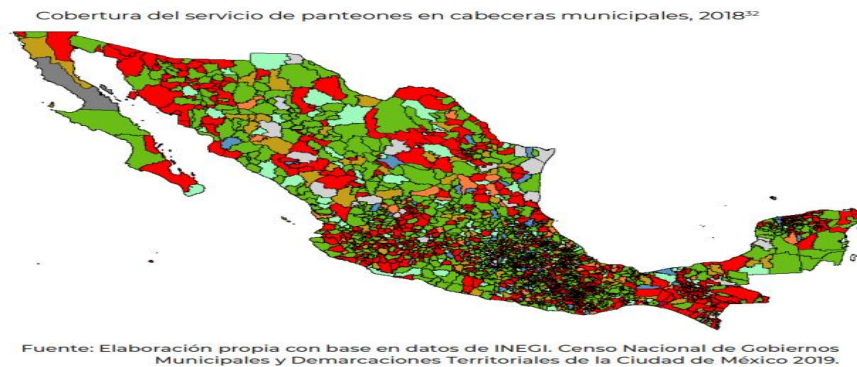 Cobertura del servicio de panteones en cabeceras municipales, 2018³²
Fuente: Elaboración propia con base en datos de INEGI. Censo Nacional de Gobiernos
Municipales y Demarcaciones Territoriales de la Ciudad de México 2019.